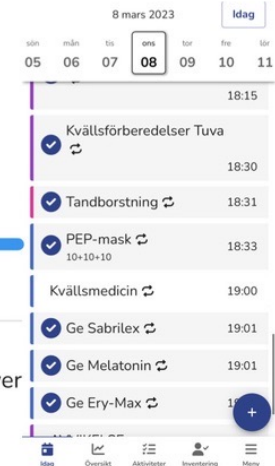 8 mars 2023
Idag
sön mån tis ons tor fre lör
05 06 07 08 09 10 11
18:15
Kvällsförberedelser Tuva
18:30
Tandborstning
18:31
PEP-mask
10+10+10
18:33
Kvällsmedicin
19:00
Ge Sabrilex
19:01
Ge Melatonin
19:01
Ge Ery-Max
er
Idag Översikt Aktiviteter Inventering Meny